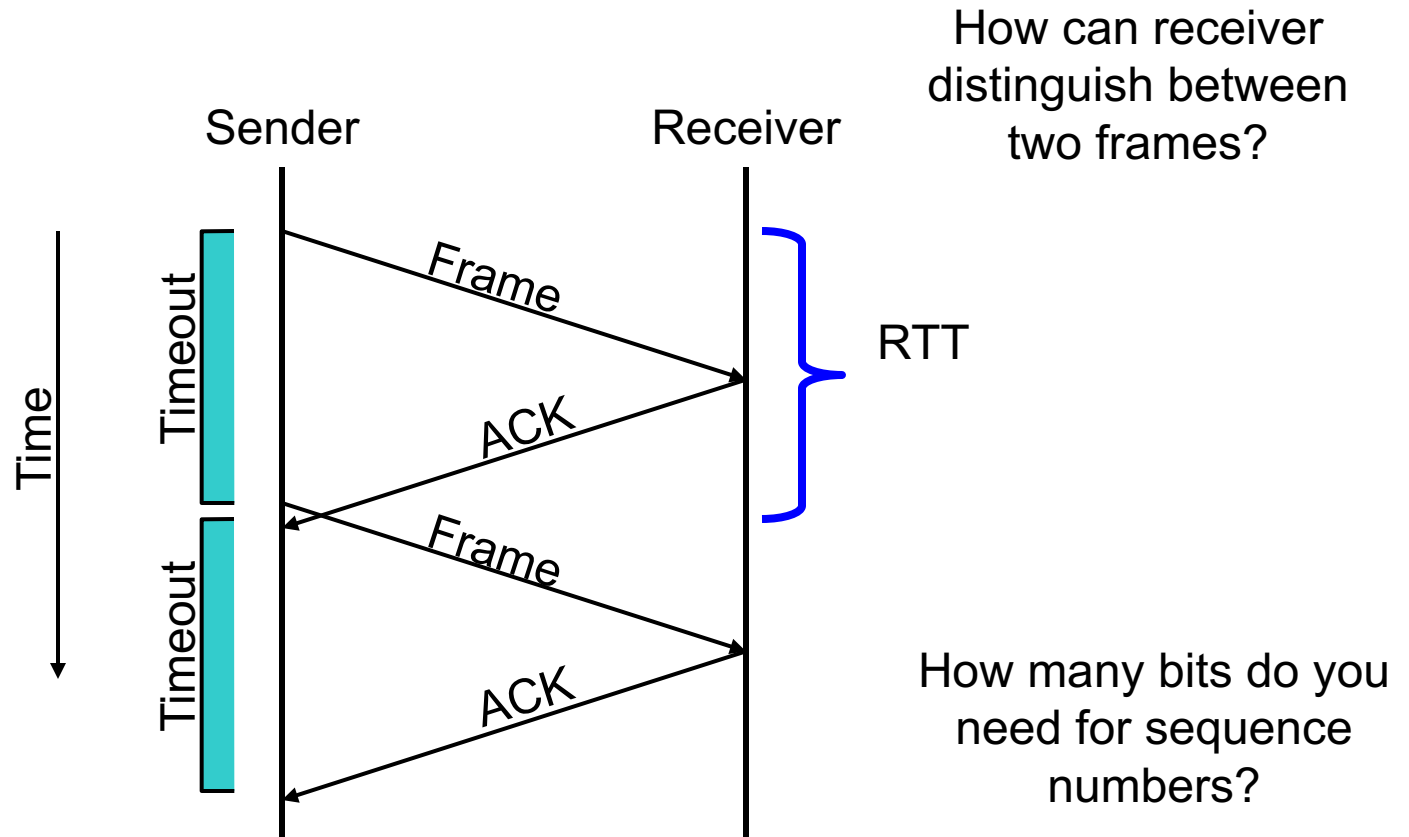 How can receiver
distinguish between
two frames?
Sender
Receiver
Time
Timeout
Frame
RTT
ACK
Timeout
Frame
ACK
How many bits do you
need for sequence
numbers?